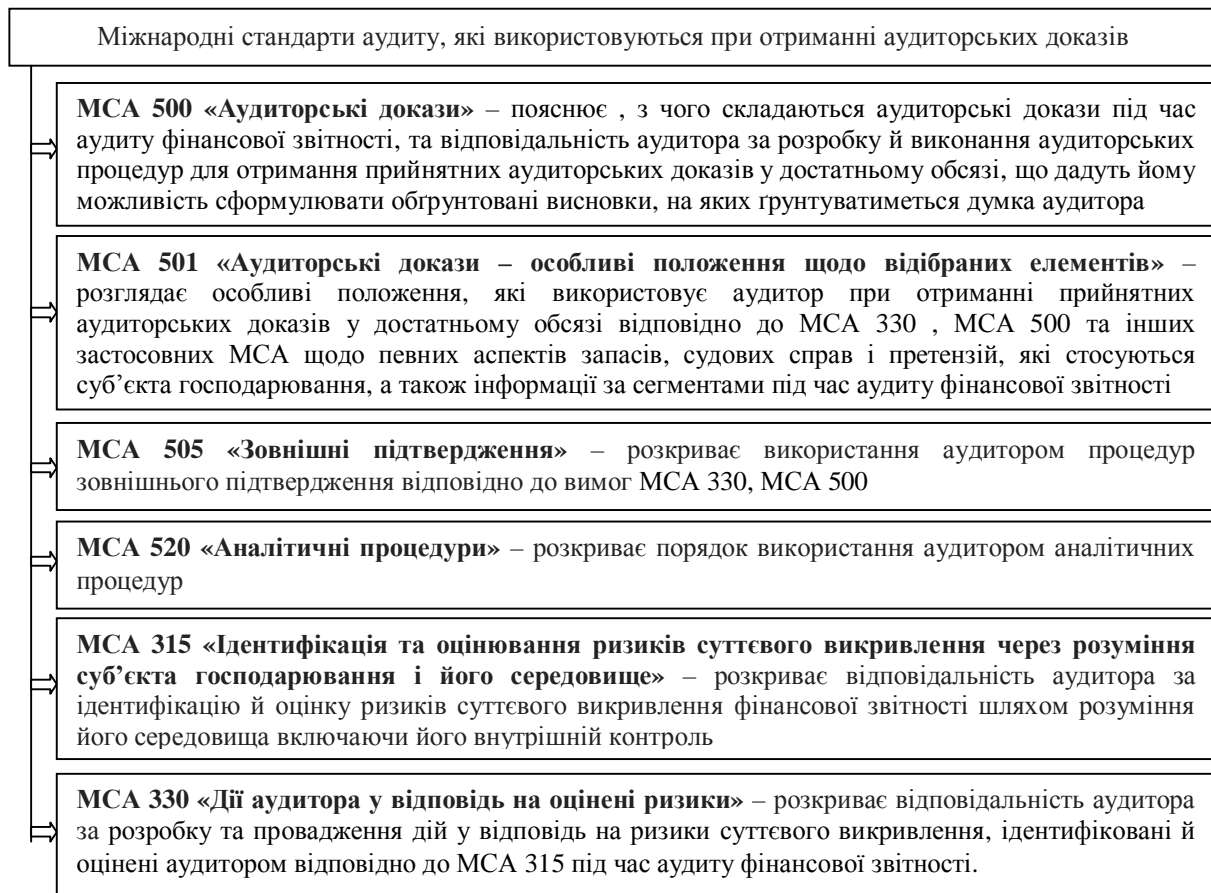 Міжнародні стандарти аудиту, які використовуються при отриманні аудиторських доказів
МСА 500 «Аудиторські докази» – пояснює , з чого складаються аудиторські докази під час
аудиту фінансової звітності, та відповідальність аудитора за розробку й виконання аудиторських
процедур для отримання прийнятних аудиторських доказів у достатньому обсязі, що дадуть йому
можливість сформулювати обґрунтовані висновки, на яких ґрунтуватиметься думка аудитора
МСА 501 «Аудиторські докази – особливі положення щодо відібраних елементів» –
розглядає особливі положення, які використовує аудитор при отриманні прийнятних
аудиторських доказів у достатньому обсязі відповідно до МСА 330 , МСА 500 та інших
застосовних МСА щодо певних аспектів запасів, судових справ і претензій, які стосуються
суб’єкта господарювання, а також інформації за сегментами під час аудиту фінансової звітності
МСА 505 «Зовнішні підтвердження» – розкриває використання аудитором процедур
зовнішнього підтвердження відповідно до вимог МСА 330, МСА 500
МСА 520 «Аналітичні процедури» – розкриває порядок використання аудитором аналітичних
процедур
МСА 315 «Ідентифікація та оцінювання ризиків суттєвого викривлення через розуміння
суб’єкта господарювання і його середовище» – розкриває відповідальність аудитора за
ідентифікацію й оцінку ризиків суттєвого викривлення фінансової звітності шляхом розуміння
його середовища включаючи його внутрішній контроль
МСА 330 «Дії аудитора у відповідь на оцінені ризики» – розкриває відповідальність аудитора
за розробку та провадження дій у відповідь на ризики суттєвого викривлення, ідентифіковані й
оцінені аудитором відповідно до МСА 315 під час аудиту фінансової звітності.